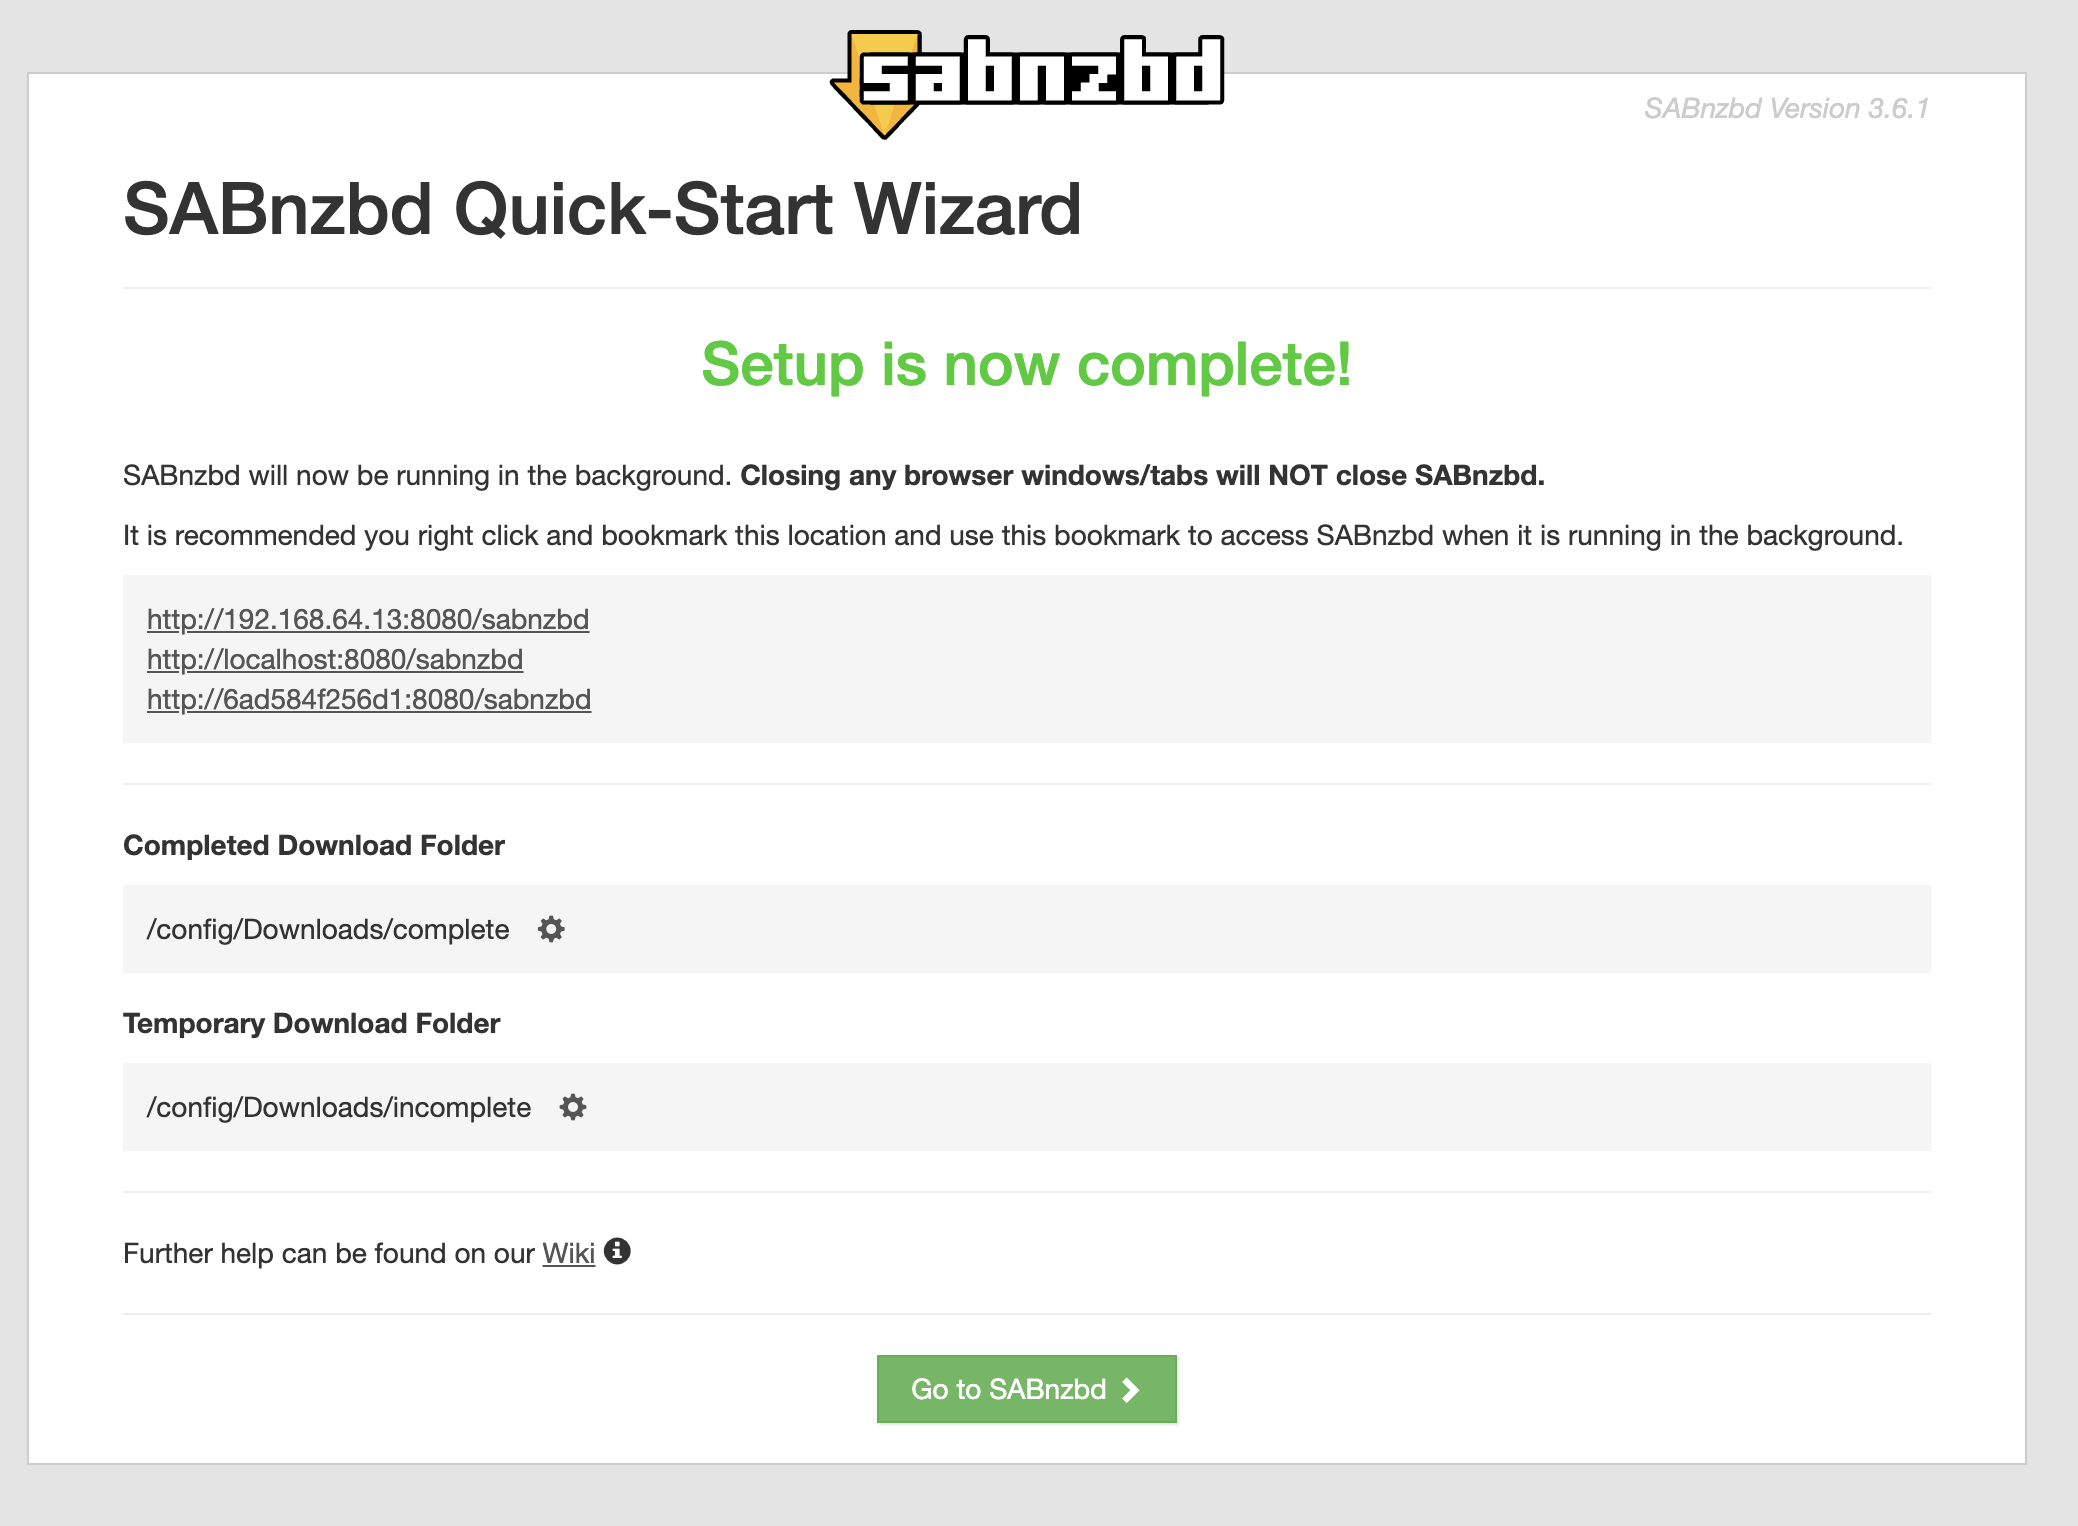 sabnzbd
SABnzbd Version 3.6.1
SABnzbd Quick-Start Wizard
Setup is now complete!
SABnzbd will now be running in the background. Closing any browser windows/tabs will NOT close SABnzbd.
It is recommended you right click and bookmark this location and use this bookmark to access SABnzbd when it is running in the background.
http://192.168.64.13:8080/sabnzbd
http://localhost:8080/sabnzbd
http://6ad584f256d1:8080/sabnzbd
Completed Download Folder
/config/Downloads/complete
Temporary Download Folder
/config/Downloads/incomplete
Further help can be found on our Wiki
Go to SABnzbd